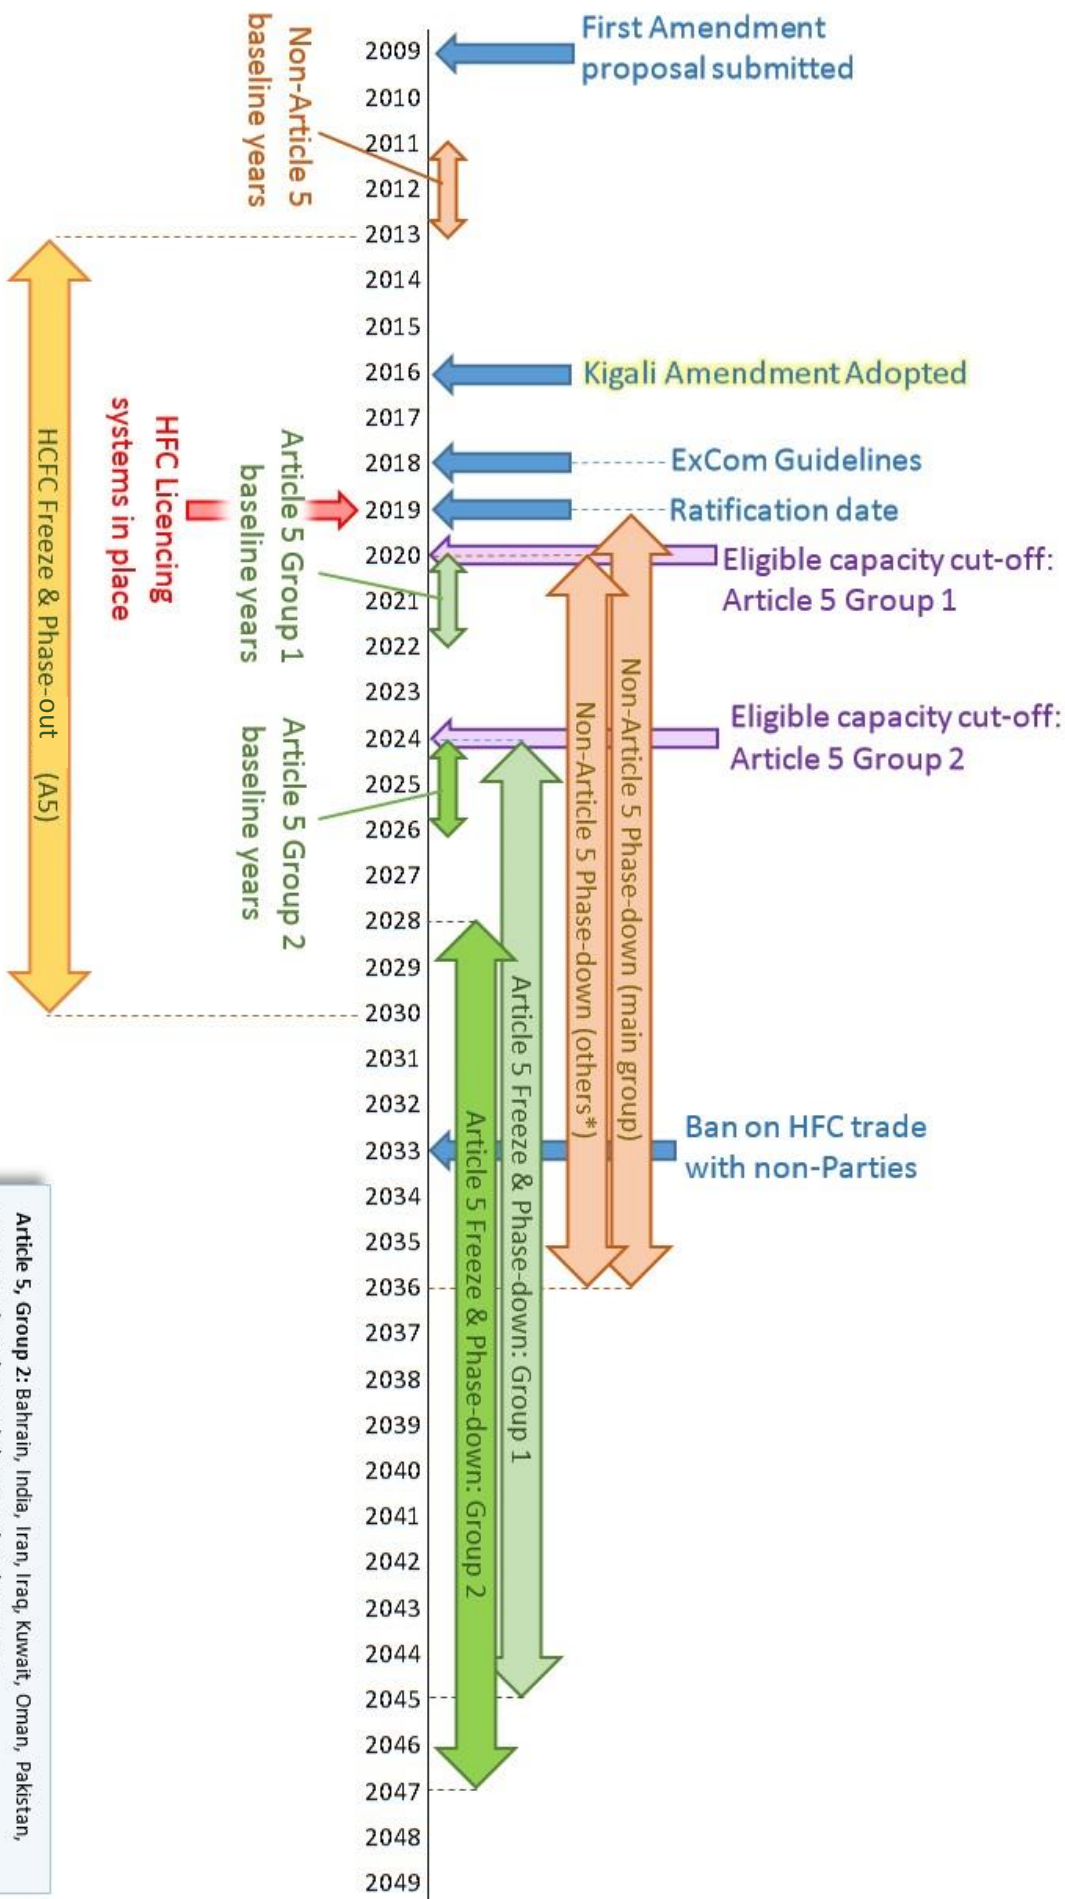 First Amendment
proposal submitted
Non-Article 5
baseline years
2009
2010
2011
2012
2013
2014
2015
2016
2017
2018
2019
2020
2021
2022
2023
2024
2025
2026
2027
2028
2029
2030
2031
2032
2033
2034
2035
2036
2037
2038
2039
2040
2041
2042
2043
2044
2045
2046
2047
2048
2049
Kigali Amendment Adopted
ExCom Guidelines
Ratification date
Eligible capacity cut-off:
Article 5 Group 1
Eligible capacity cut-off:
Article 5 Group 2
Ban on HFC trade
with non-Parties
HCFC Freeze & Phase-out (A5)
HFC Licencing
systems in place
Article 5 Group 1
baseline years
Article 5 Group 2
baseline years
Non-Article 5 Phase-down (main group)
Non-Article 5 Phase-down (others*)
Article 5 Freeze & Phase-down: Group 1
Article 5 Freeze & Phase-down: Group 2
Article 5, Group 2: Bahrain, India, Iran, Iraq, Kuwait, Oman, Pakistan,